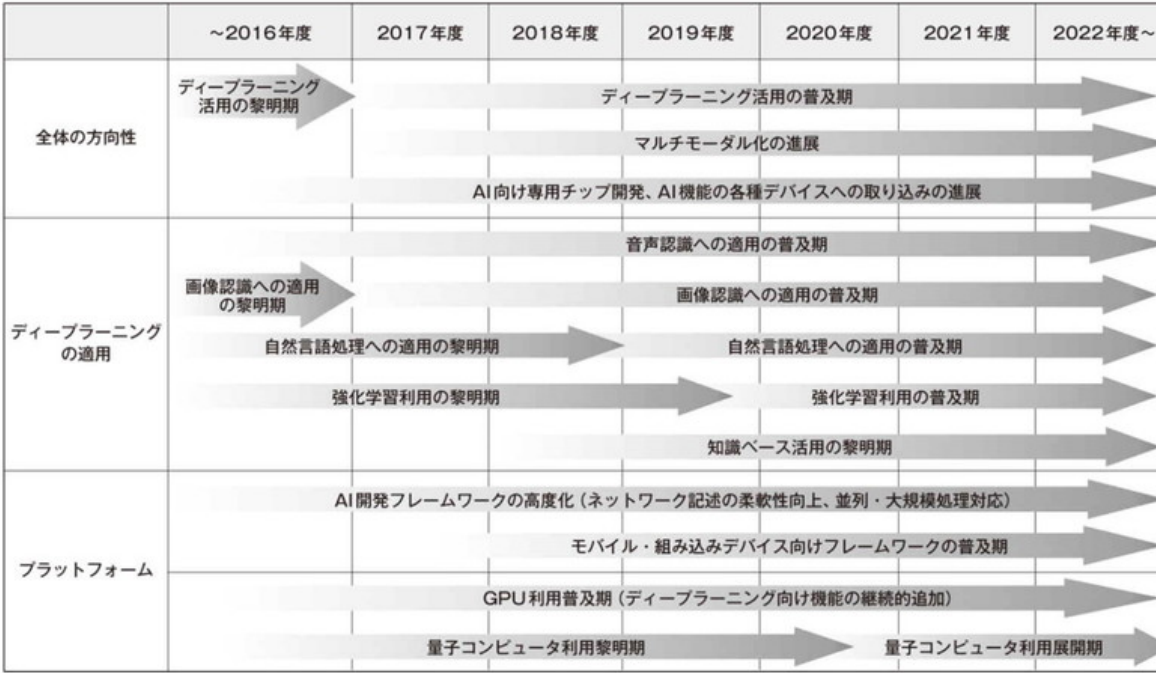 ～2016年度
2017年度
2018年度
2019年度
2020年度
2021年度
2022年度～
全体の方向性
ディープラーニング
活用の黎明期
ディープラーニング活用の普及期
マルチモーダル化の進展
AI向け専用チップ開発、AI機能の各種デバイスへの取り込みの進展
ディープラーニング
の適用
音声認識への適用の普及期
画像認識への適用
の黎明期
画像認識への適用の普及期
自然言語処理への適用の黎明期
自然言語処理への適用の普及期
強化学習利用の黎明期
強化学習利用の普及期
知識ベース活用の黎明期
プラットフォーム
AI開発フレームワークの高度化（ネットワーク記述の柔軟性向上、並列・大規模処理対応）
モバイル・組み込みデバイス向けフレームワークの普及期
GPU利用普及期（ディープラーニング向け機能の継続的追加）
量子コンピュータ利用黎明期
量子コンピュータ利用展開期